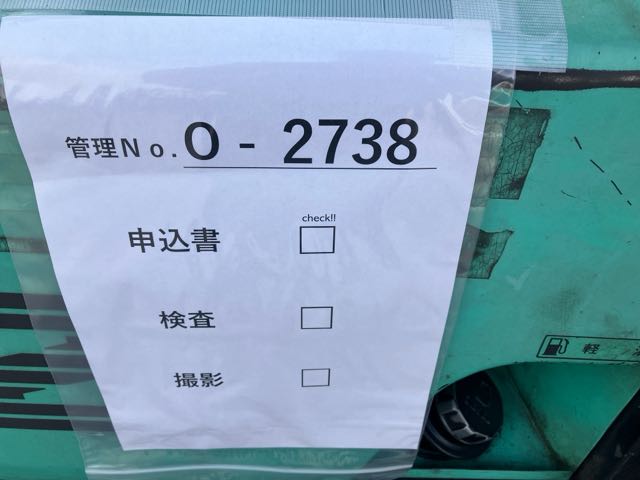 管理No.O-2738
check!!
申込書
検査
撮影
軽